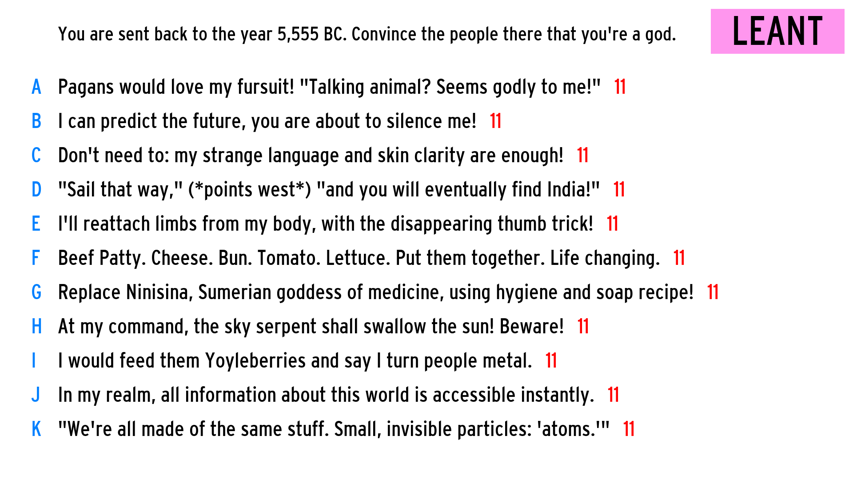 You are sent back to the year 5,555 BC. Convince the people there that you're a god.
LEANT
A Pagans would love my fursuit! "Talking animal? Seems godly to me!" 11
B I can predict the future, you are about to silence me! 11
C Don't need to: my strange language and skin clarity are enough! 11
D "Sail that way," (*points west*) "and you will eventually find India!" 11
E I'll reattach limbs from my body, with the disappearing thumb trick! 11
F Beef Patty. Cheese. Bun. Tomato. Lettuce. Put them together. Life changing. 11
G Replace Ninisina, Sumerian goddess of medicine, using hygiene and soap recipe! 11
H At my command, the sky serpent shall swallow the sun! Beware! 11
I I would feed them Yoyleberries and say I turn people metal. 11
J In my realm, all information about this world is accessible instantly. 11
K "We're all made of the same stuff. Small, invisible particles: 'atoms.'" 11